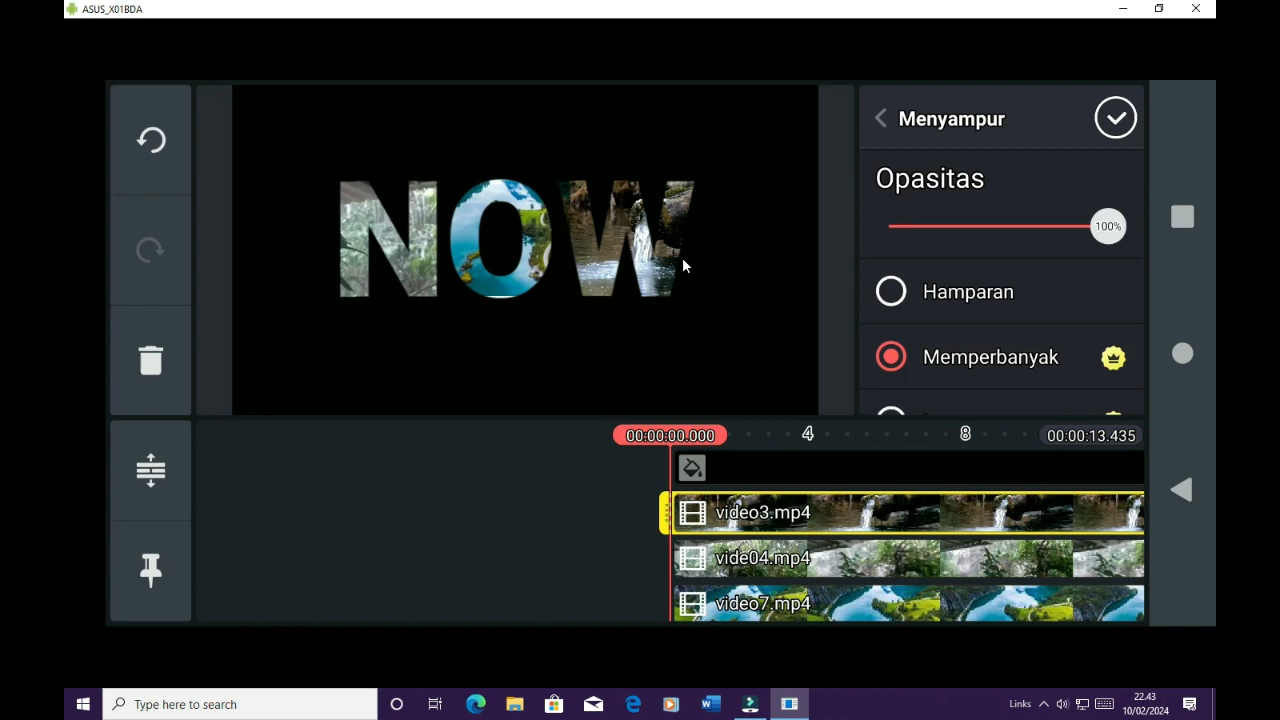 ASUS_X01BDA
NOW
Menyampur
Opasitas
100%
Hamparan
Memperbanyak
00:00:00.000
4
8
00:00:13.435
video3.mp4
vide04.mp4
video7.mp4
Type here to search
Links
22.43
10/02/2024